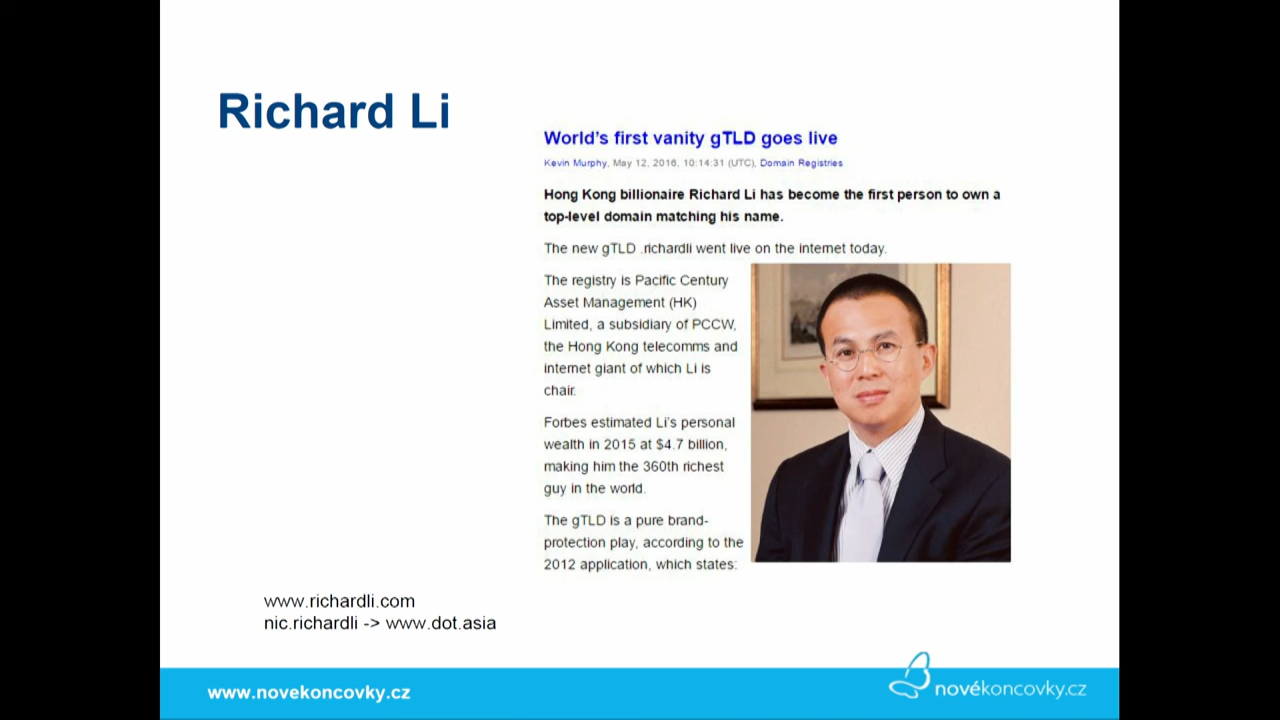 Richard Li
World's first vanity gTLD goes live
Kevin Murphy, May 12, 2016, 10:14:31 (UTC), Domain Registries
Hong Kong billionaire Richard Li has become the first person to own a
top-level domain matching his name.
The new gTLD .richardli went live on the internet today.
The registry is Pacific Century
Asset Management (HK)
Limited, a subsidiary of PCCW,
the Hong Kong telecomms and
internet giant of which Li is
chair.
Forbes estimated Li's personal
wealth in 2015 at $4.7 billion,
making him the 360th richest
guy in the world.
The gTLD is a pure brand-
protection play, according to the
2012 application, which states:
www.richardli.com
nic.richardli -> www.dot.asia
www.novekoncovky.cz
novékoncovky.cz